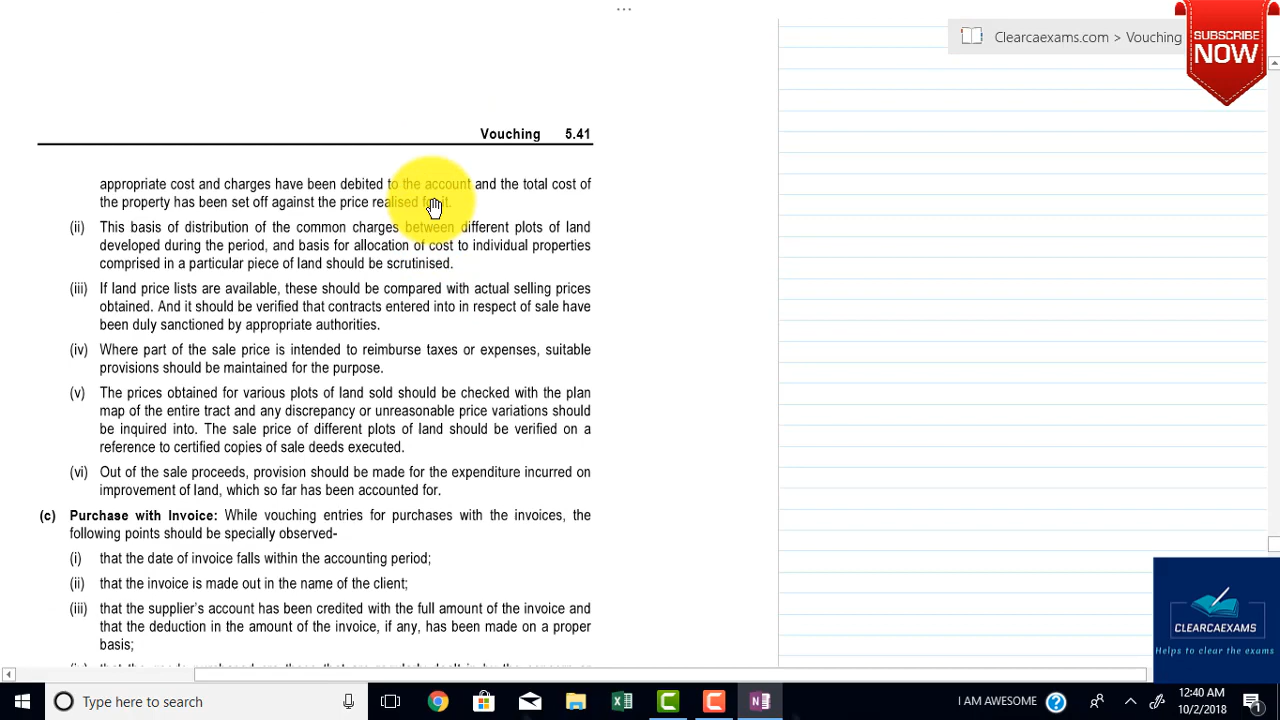 ...
Clearcaexams.com > Vouching
SUBSCRIBE
NOW
Vouching 5.41
appropriate cost and charges have been debited to the account and the total cost of
the property has been set off against the price realised for it.
(ii) This basis of distribution of the common charges between different plots of land
developed during the period, and basis for allocation of cost to individual properties
comprised in a particular piece of land should be scrutinised.
(iii) If land price lists are available, these should be compared with actual selling prices
obtained. And it should be verified that contracts entered into in respect of sale have
been duly sanctioned by appropriate authorities.
(iv) Where part of the sale price is intended to reimburse taxes or expenses, suitable
provisions should be maintained for the purpose.
(v) The prices obtained for various plots of land sold should be checked with the plan
map of the entire tract and any discrepancy or unreasonable price variations should
be inquired into. The sale price of different plots of land should be verified on a
reference to certified copies of sale deeds executed.
(vi) Out of the sale proceeds, provision should be made for the expenditure incurred on
improvement of land, which so far has been accounted for.
(c) Purchase with Invoice: While vouching entries for purchases with the invoices, the
following points should be specially observed-
(i) that the date of invoice falls within the accounting period;
(ii) that the invoice is made out in the name of the client;
(iii) that the supplier's account has been credited with the full amount of the invoice and
that the deduction in the amount of the invoice, if any, has been made on a proper
basis;
CLEARCAEXAMS
Helps to clear the exams
Type here to search
I AM AWESOME
12:40 AM
10/2/2018
1